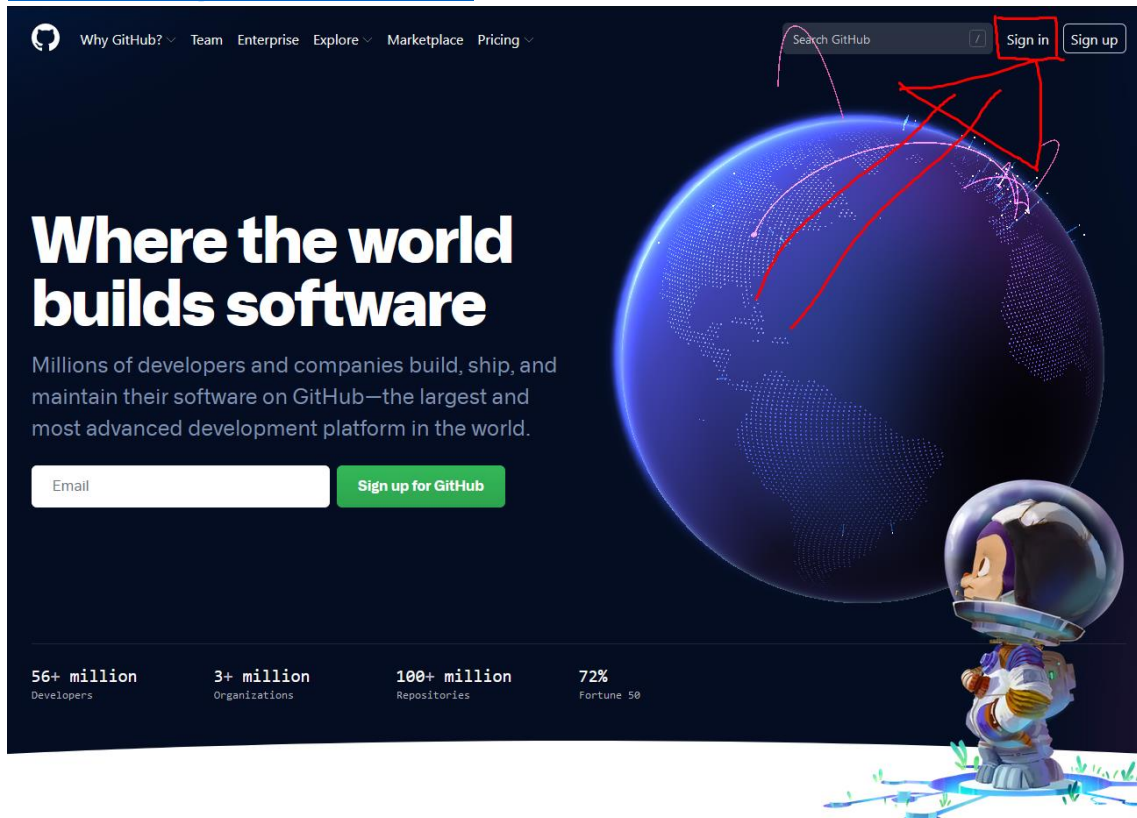 Why GitHub? Team Enterprise Explore Marketplace Pricing Search GitHub / Sign in Sign up
Where the world
builds software
Millions of developers and companies build, ship, and
maintain their software on GitHub—the largest and
most advanced development platform in the world.
Email Sign up for GitHub
56+ million 3+ million 100+ million 72%
Developers Organizations Repositories Fortune 50